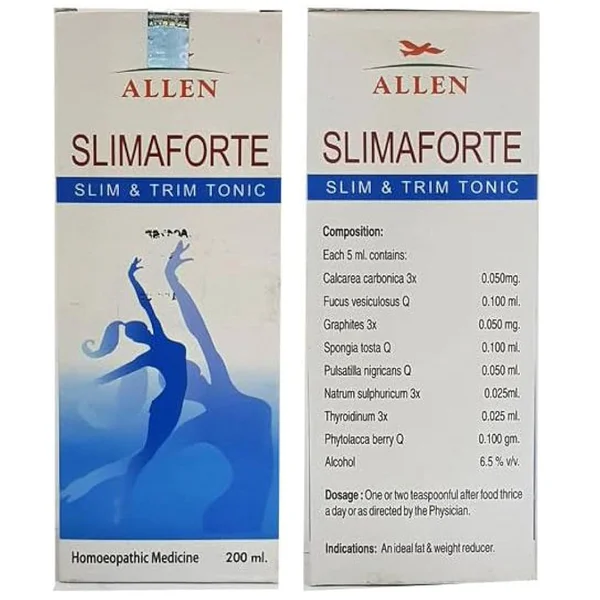 ALLEN
SLIMAFORTE
SLIM & TRIM TONIC
Homoeopathic Medicine 200 ml.
ALLEN
SLIMAFORTE
SLIM & TRIM TONIC
Composition:
Each 5 ml. contains:
Calcarea carbonica 3x 0.050mg.
Fucus vesiculosus Q 0.100 ml.
Graphites 3x 0.050 mg.
Spongia tosta Q 0.100 ml.
Pulsatilla nigricans Q 0.050 ml.
Natrum sulphuricum 3x 0.025ml.
Thyroidinum 3x 0.025 ml.
Phytolacca berry Q 0.100 gm.
Alcohol 6.5 % v/v.
Dosage : One or two teaspoonful after food thrice
a day or as directed by the Physician.
Indications: An ideal fat & weight reducer.